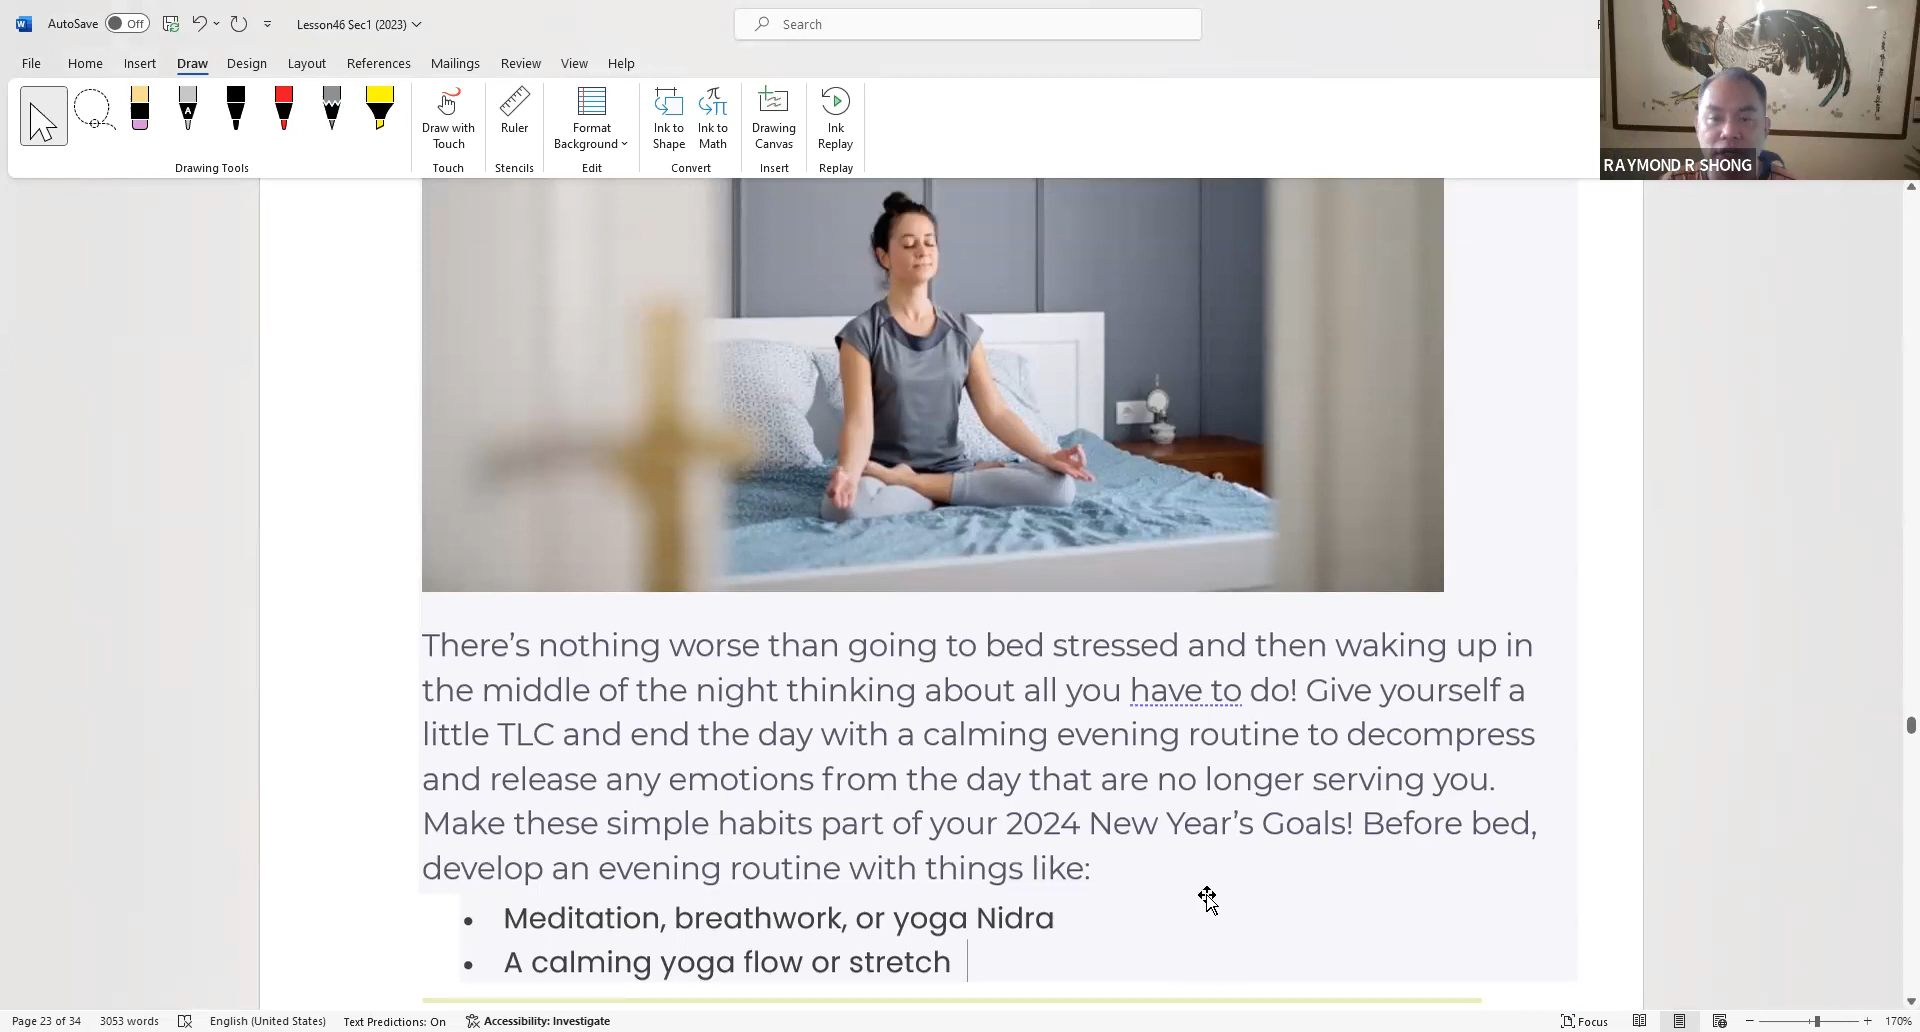 AutoSave Off Lesson46 Sec1 (2023) Search
File Home Insert Draw Design Layout References Mailings Review View Help
A
Draw with Touch
Ruler
Format Background
Ink to Shape
Ink to Math
Drawing Canvas
Ink Replay
Drawing Tools Touch Stencils Edit Convert Insert Replay
RAYMOND R SHONG
There’s nothing worse than going to bed stressed and then waking up in
the middle of the night thinking about all you have to do! Give yourself a
little TLC and end the day with a calming evening routine to decompress
and release any emotions from the day that are no longer serving you.
Make these simple habits part of your 2024 New Year’s Goals! Before bed,
develop an evening routine with things like:
• Meditation, breathwork, or yoga Nidra
• A calming yoga flow or stretch
Page 23 of 34 3053 words English (United States) Text Predictions: On Accessibility: Investigate Focus 170%